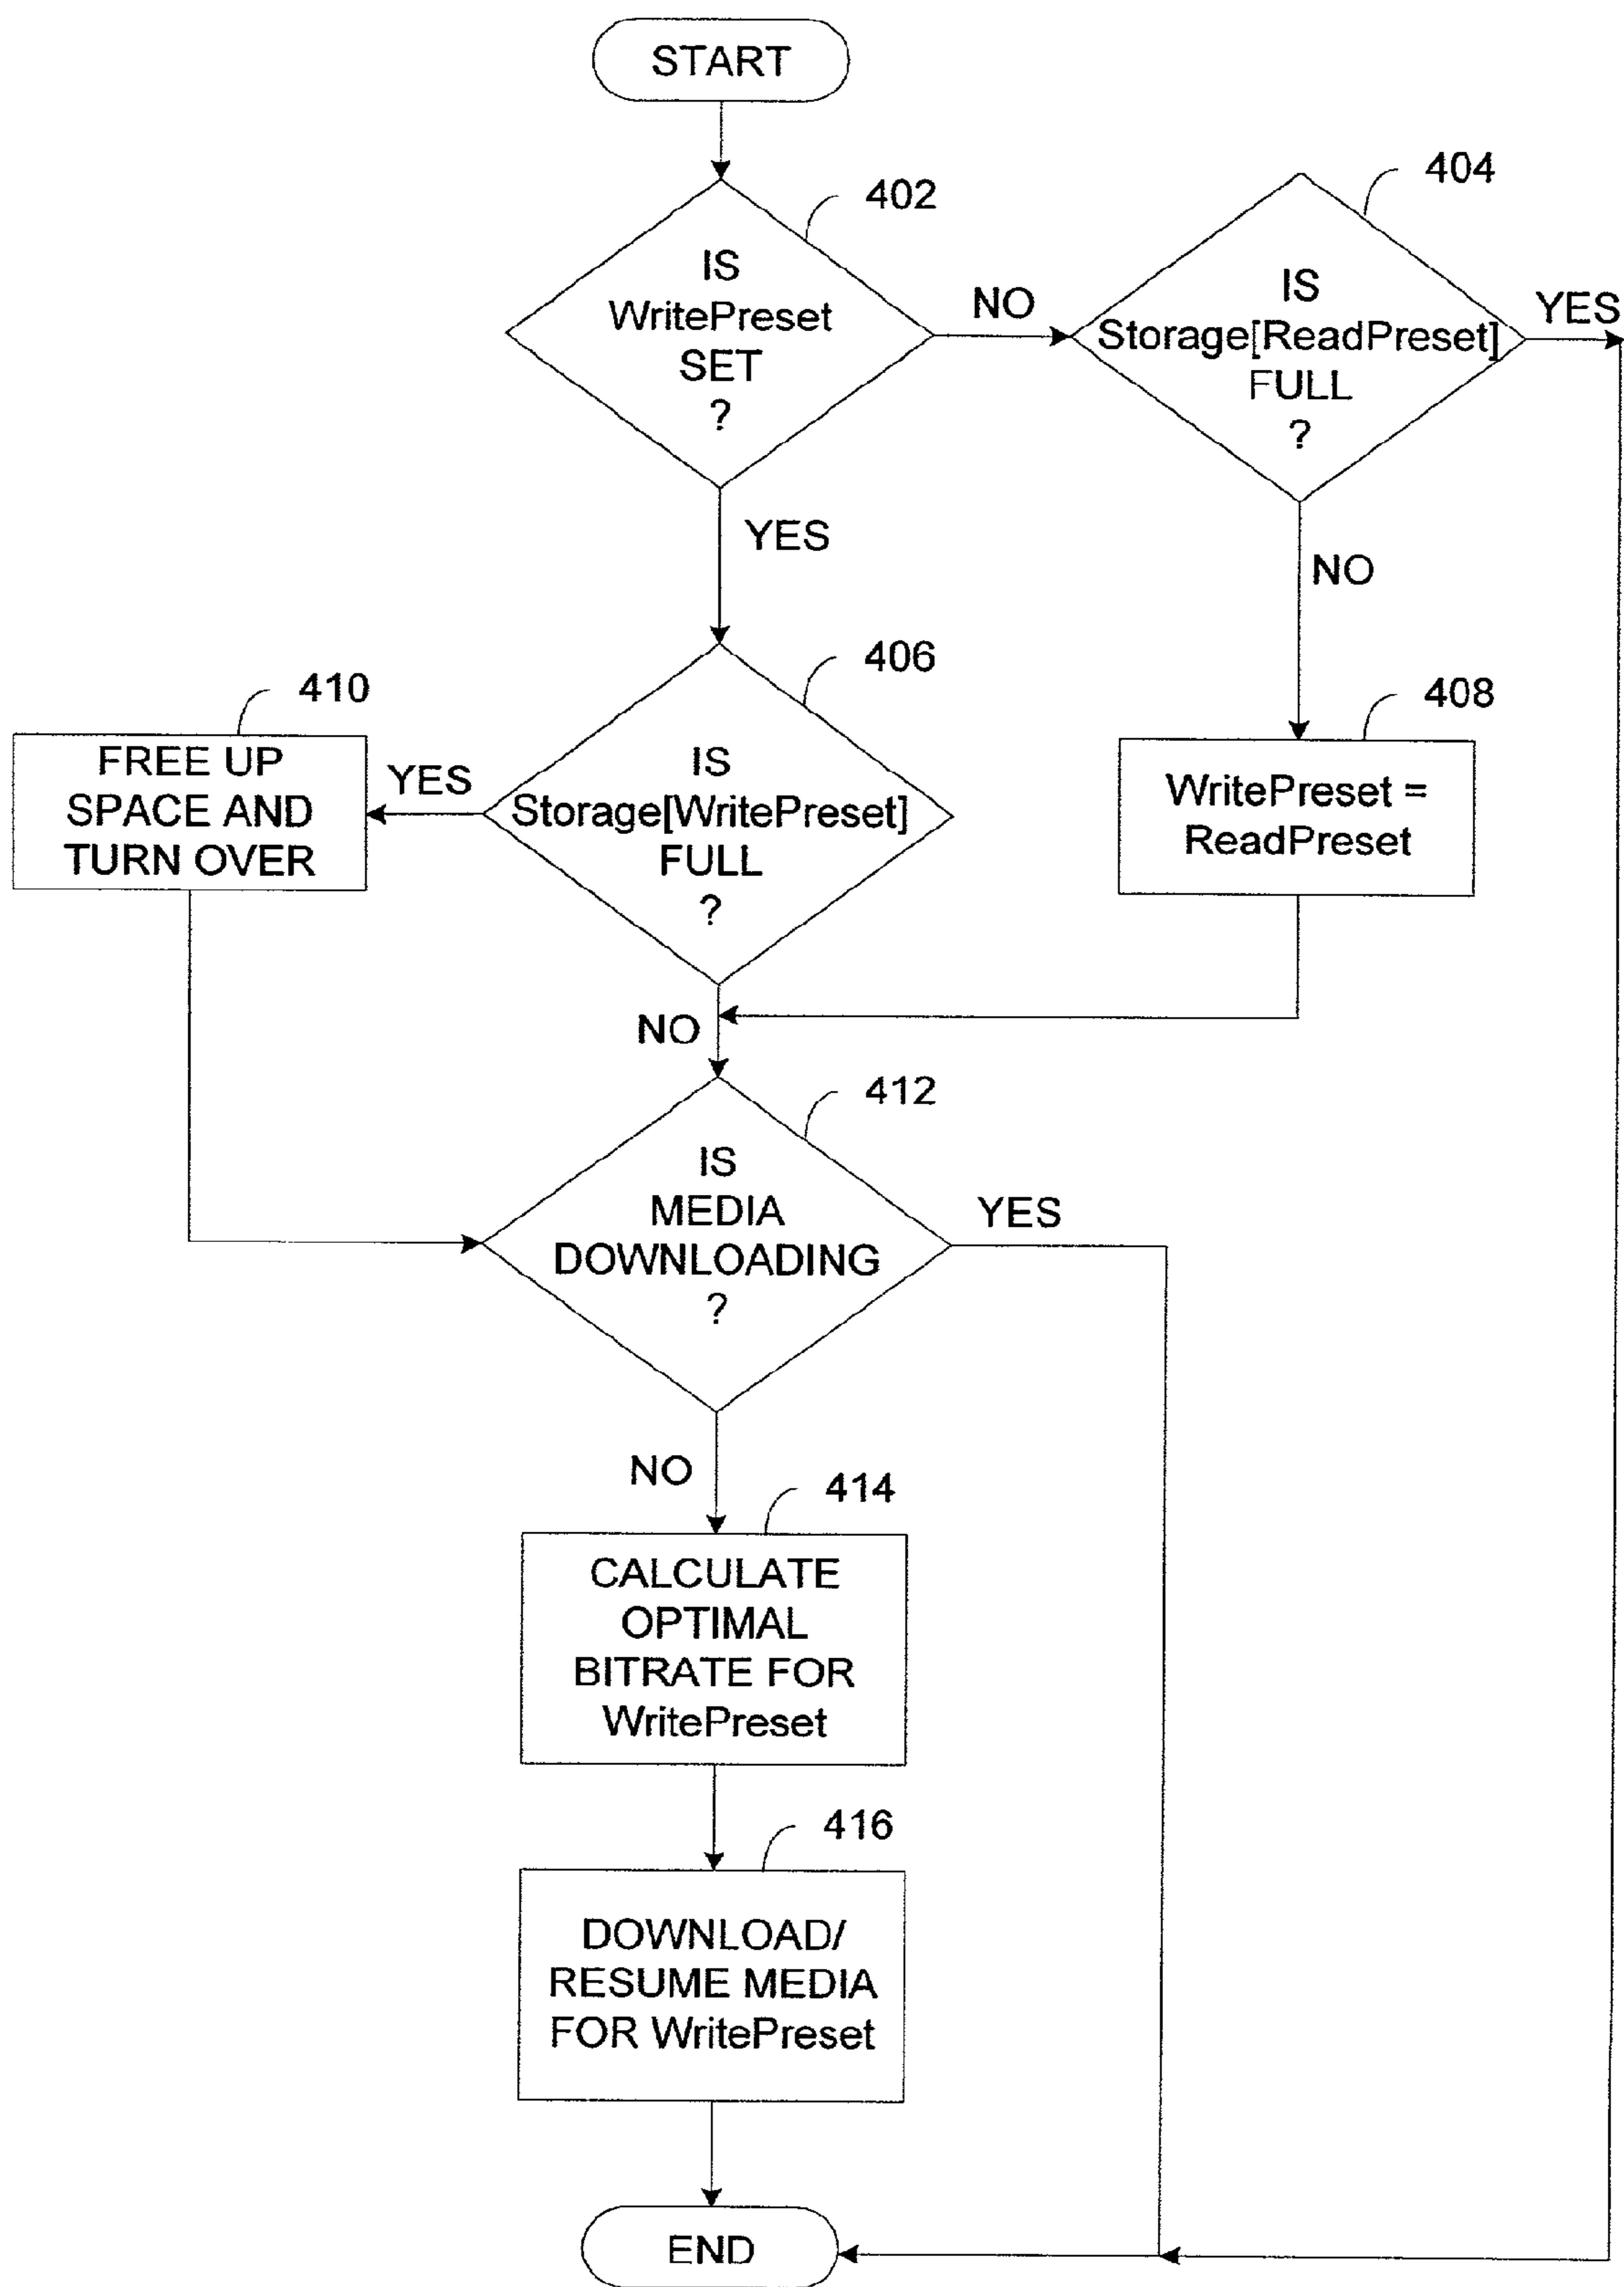 START
402
IS
WritePreset
SET
?
NO
404
IS
Storage[ReadPreset]
FULL
?
YES
YES
NO
406
IS
Storage[WritePreset]
FULL
?
YES
410
FREE UP
SPACE AND
TURN OVER
408
WritePreset =
ReadPreset
NO
412
IS
MEDIA
DOWNLOADING
?
YES
NO
414
CALCULATE
OPTIMAL
BITRATE FOR
WritePreset
416
DOWNLOAD/
RESUME MEDIA
FOR WritePreset
END